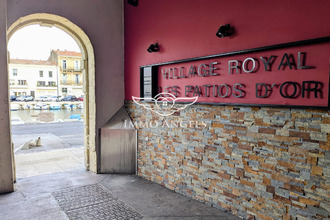 VILLAGE ROYAL
LES PATIOS D'OR
IMMO ANGELS